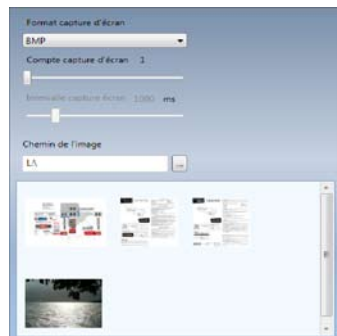 Format capture d'écran
BMP
Compte capture d'écran 1
Intervalle capture écran 1000 ms
Chemin de l'image
...